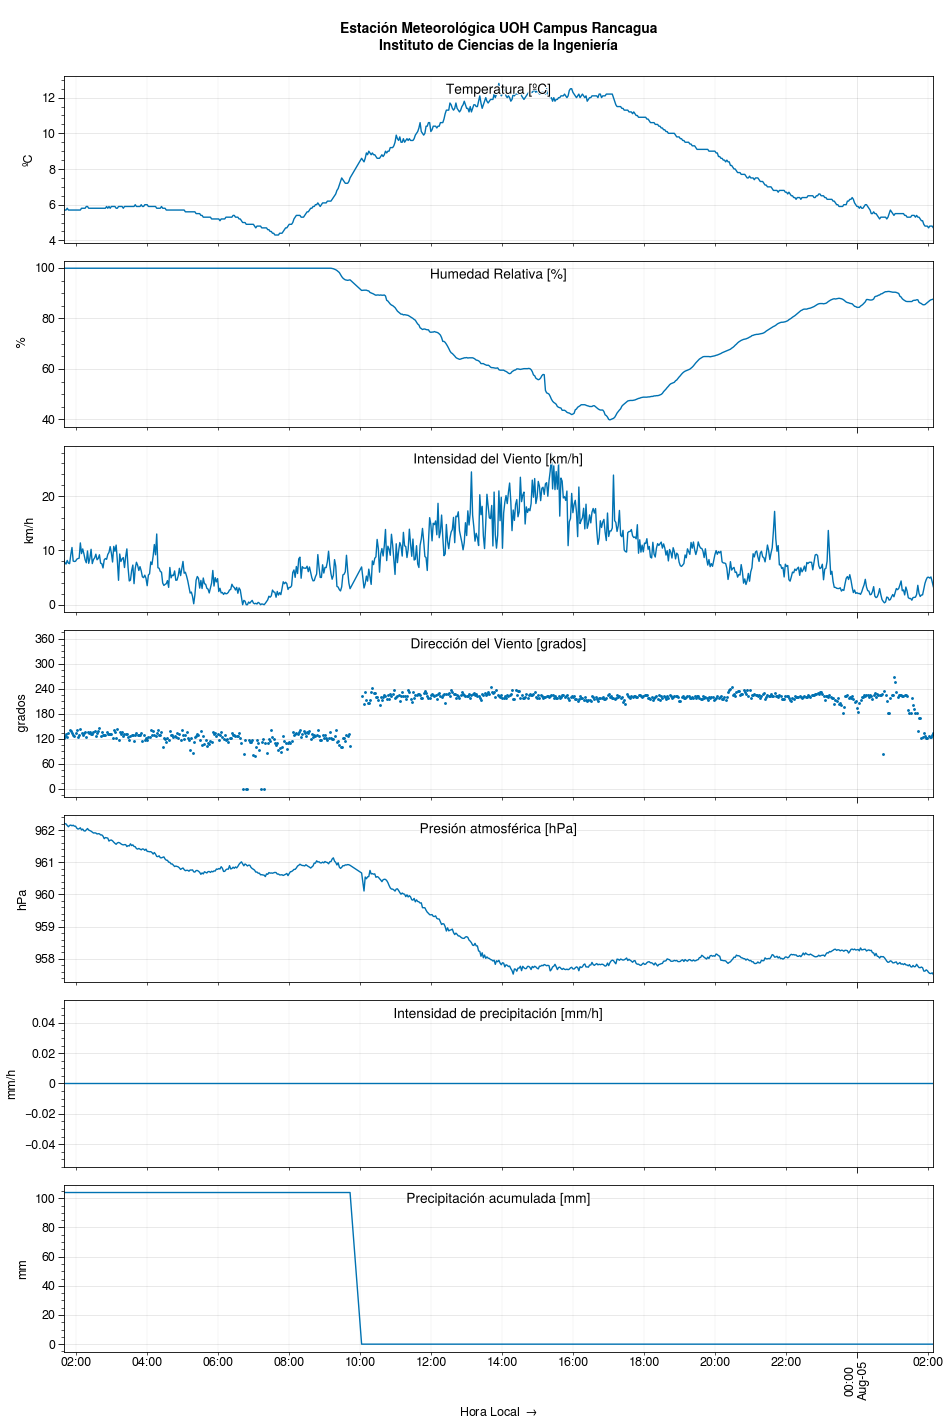 Estación Meteorológica UOH Campus Rancagua
Instituto de Ciencias de la Ingeniería
Temperatura [ºC]
12
10
8
6
4
ºC
Humedad Relativa [%]
100
80
60
40
%
Intensidad del Viento [km/h]
20
10
0
km/h
Dirección del Viento [grados]
360
300
240
180
120
60
0
grados
Presión atmosférica [hPa]
962
961
960
959
958
hPa
Intensidad de precipitación [mm/h]
0.04
0.02
0
−0.02
−0.04
mm/h
Precipitación acumulada [mm]
100
80
60
40
20
0
mm
02:00 04:00 06:00 08:00 10:00 12:00 14:00 16:00 18:00 20:00 22:00 00:00 02:00
Aug-05
Hora Local →